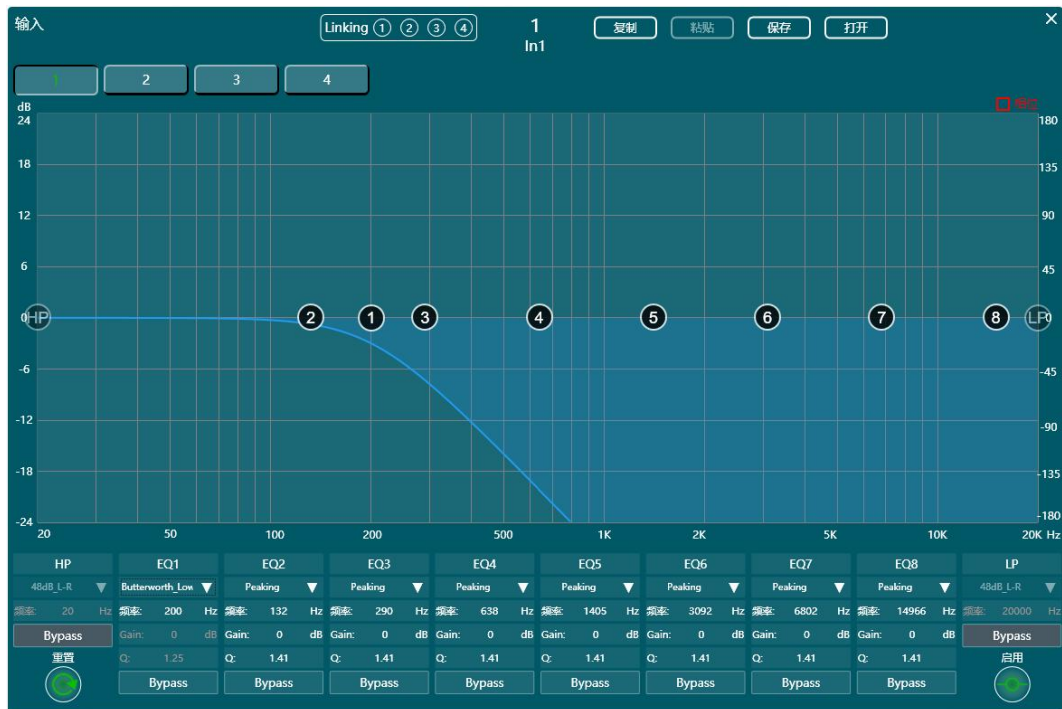 输入 Linking 1 2 3 4 1 复制 粘贴 保存 打开
In1
1 2 3 4
dB 相位
24 180
18 135
12 90
6 45
0 HP 2 1 3 4 5 6 7 8 LP 0
-6 -45
-12 -90
-18 -135
-24 -180
20 50 100 200 500 1K 2K 5K 10K 20K Hz
HP EQ1 EQ2 EQ3 EQ4 EQ5 EQ6 EQ7 EQ8 LP
48dB_L-R Butterworth_Low Peaking Peaking Peaking Peaking Peaking Peaking Peaking 48dB_L-R
频率: 20 Hz 频率: 200 Hz 频率: 132 Hz 频率: 290 Hz 频率: 638 Hz 频率: 1405 Hz 频率: 3092 Hz 频率: 6802 Hz 频率: 14966 Hz 频率: 20000 Hz
Bypass Gain: 0 dB Gain: 0 dB Gain: 0 dB Gain: 0 dB Gain: 0 dB Gain: 0 dB Gain: 0 dB Gain: 0 dB Bypass
重置 Q: 1.25 Q: 1.41 Q: 1.41 Q: 1.41 Q: 1.41 Q: 1.41 Q: 1.41 Q: 1.41 启用
Bypass Bypass Bypass Bypass Bypass Bypass Bypass Bypass